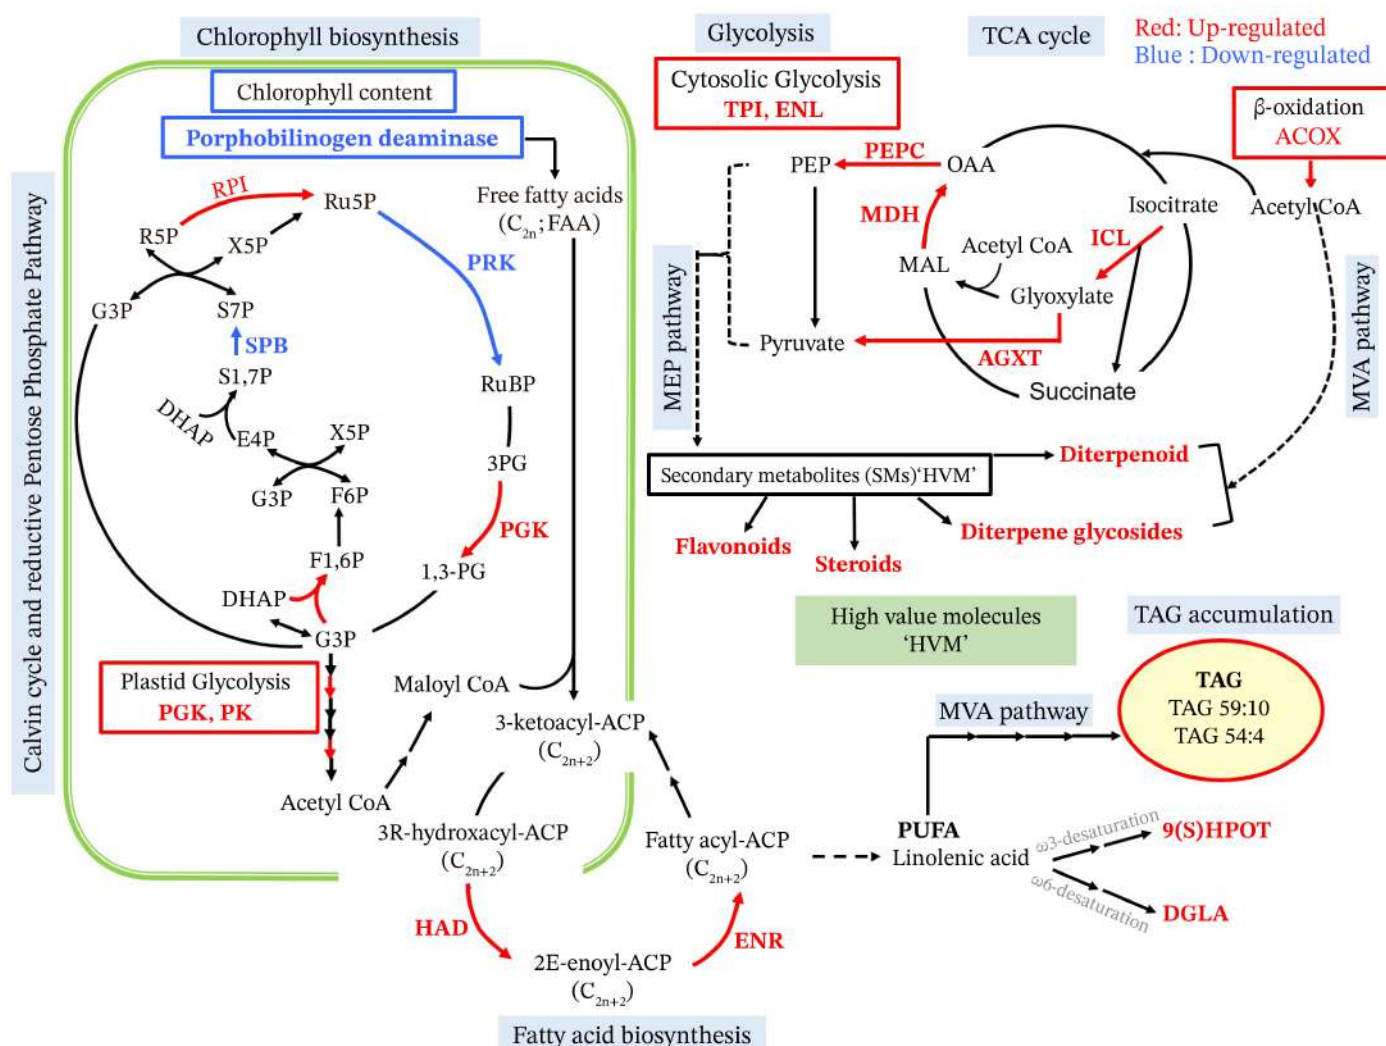 Chlorophyll biosynthesis
Glycolysis
TCA cycle
Red: Up-regulated
Blue : Down-regulated
Chlorophyll content
Porphobilinogen deaminase
Cytosolic Glycolysis
TPI, ENL
β-oxidation
ACOX
Calvin cycle and reductive Pentose Phosphate Pathway
RPI
Ru5P
R5P
X5P
G3P
S7P
SPB
S1,7P
DHAP
E4P
X5P
G3P
F6P
F1,6P
DHAP
G3P
PRK
RuBP
3PG
PGK
1,3-PG
Free fatty acids
(C2n;FAA)
Plastid Glycolysis
PGK, PK
Maloyl CoA
Acetyl CoA
3-ketoacyl-ACP
(C2n+2)
3R-hydroxacyl-ACP
(C2n+2)
Fatty acyl-ACP
(C2n+2)
HAD
ENR
2E-enoyl-ACP
(C2n+2)
Fatty acid biosynthesis
MEP pathway
PEP
PEPC
OAA
MDH
MAL
Acetyl CoA
Glyoxylate
ICL
Isocitrate
Acetyl CoA
Pyruvate
AGXT
Succinate
MVA pathway
Secondary metabolites (SMs)‘HVM’
Diterpenoid
Diterpene glycosides
Flavonoids
Steroids
High value molecules
‘HVM’
TAG accumulation
TAG
TAG 59:10
TAG 54:4
MVA pathway
PUFA
Linolenic acid
ω3-desaturation
9(S)HPOT
ω6-desaturation
DGLA